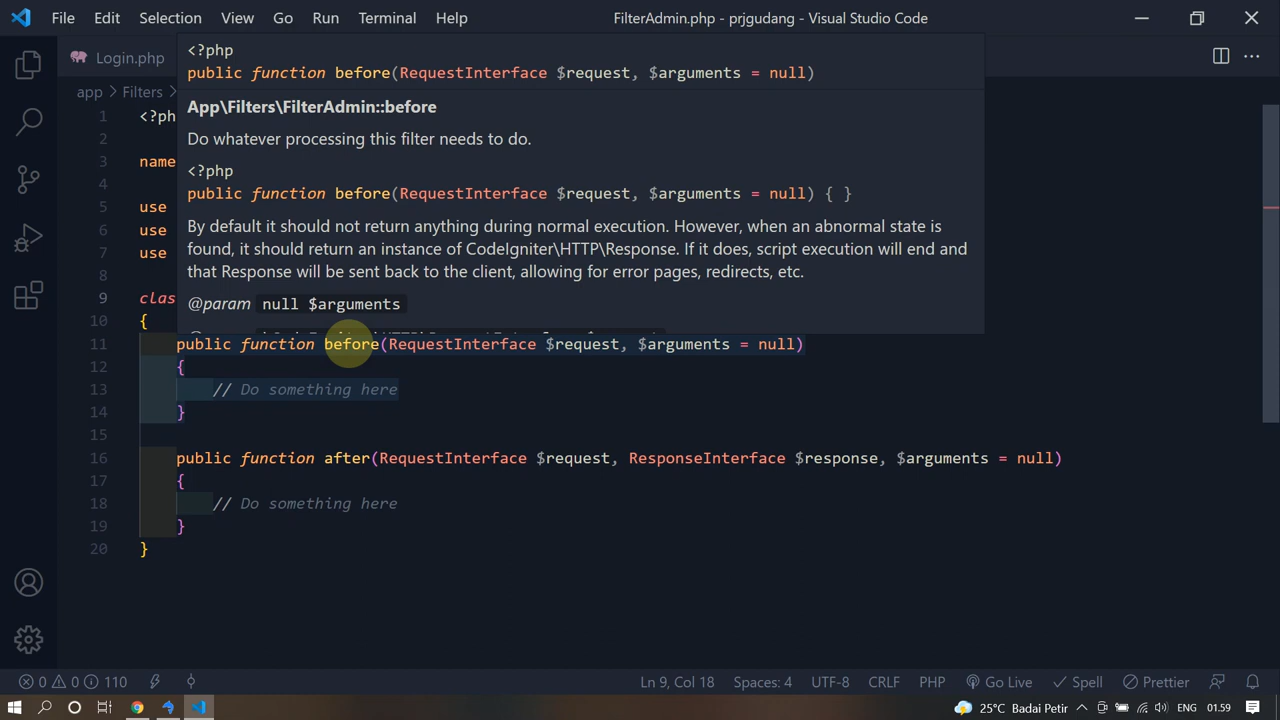 File Edit Selection View Go Run Terminal Help FilterAdmin.php - prjgudang - Visual Studio Code
Login.php
<?php
public function before(RequestInterface $request, $arguments = null)
app > Filters >
App\Filters\FilterAdmin::before
1 <?ph
2 Do whatever processing this filter needs to do.
3 name
<?php
4
public function before(RequestInterface $request, $arguments = null) { }
5 use
6 use By default it should not return anything during normal execution. However, when an abnormal state is
7 use found, it should return an instance of CodeIgniter\HTTP\Response. If it does, script execution will end and
8 that Response will be sent back to the client, allowing for error pages, redirects, etc.
9 clas @param null $arguments
10 {
11 public function before(RequestInterface $request, $arguments = null)
12 {
13 // Do something here
14 }
15
16 public function after(RequestInterface $request, ResponseInterface $response, $arguments = null)
17 {
18 // Do something here
19 }
20 }
0 0 110 Ln 9, Col 18 Spaces: 4 UTF-8 CRLF PHP Go Live Spell Prettier
25°C Badai Petir ENG 01.59